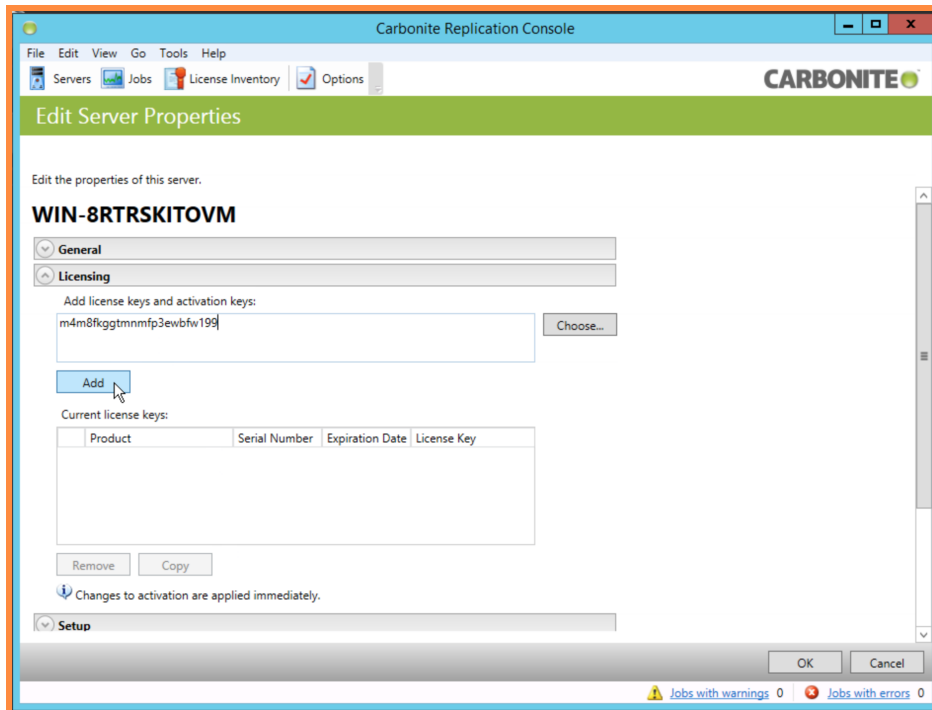 Carbonite Replication Console
File Edit View Go Tools Help
Servers Jobs License Inventory Options CARBONITE
Edit Server Properties
Edit the properties of this server.
WIN-8RTRSKITOVM
General
Licensing
Add license keys and activation keys:
m4m8fkggtmnmfp3ewbfw199 Choose...
Add
Current license keys:
Product Serial Number Expiration Date License Key
Remove Copy
Changes to activation are applied immediately.
Setup
OK Cancel
Jobs with warnings 0 Jobs with errors 0